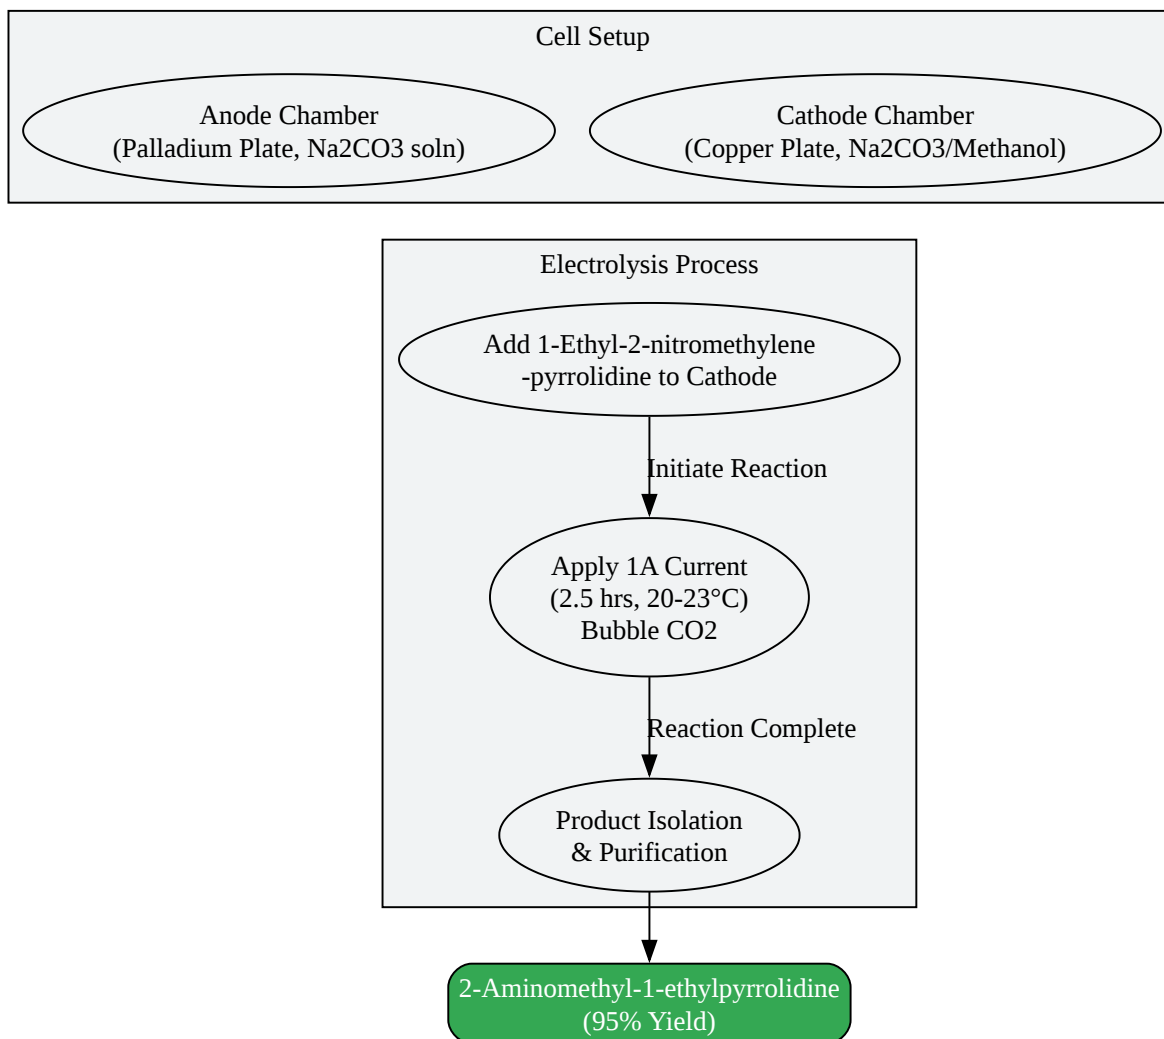 Cell Setup
Anode Chamber
(Palladium Plate, Na2CO3 soln)
Cathode Chamber
(Copper Plate, Na2CO3/Methanol)
Electrolysis Process
Add 1-Ethyl-2-nitromethylene
-pyrrolidine to Cathode
Initiate Reaction
Apply 1A Current
(2.5 hrs, 20-23°C)
Bubble CO2
Reaction Complete
Product Isolation
& Purification
2-Aminomethyl-1-ethylpyrrolidine
(95% Yield)